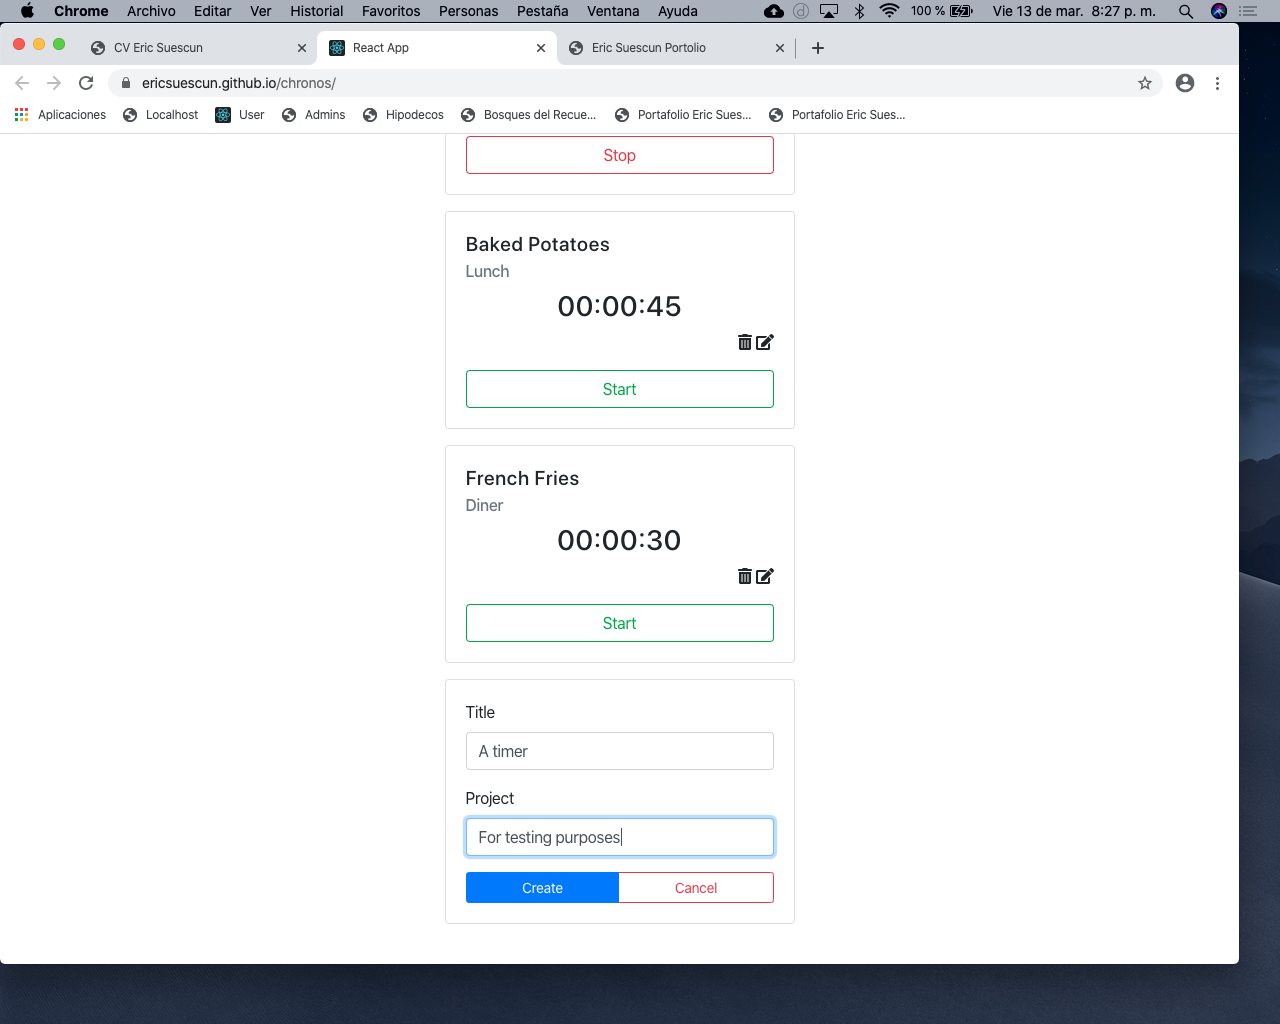 Chrome Archivo Editar Ver Historial Favoritos Personas Pestaña Ventana Ayuda 100 % Vie 13 de mar. 8:27 p. m.
CV Eric Suescun React App Eric Suescun Portolio
ericsuescun.github.io/chronos/
Aplicaciones Localhost User Admins Hipodecos Bosques del Recue... Portafolio Eric Sues... Portafolio Eric Sues...
Stop
Baked Potatoes
Lunch
00:00:45
Start
French Fries
Diner
00:00:30
Start
Title
A timer
Project
For testing purposes
Create Cancel